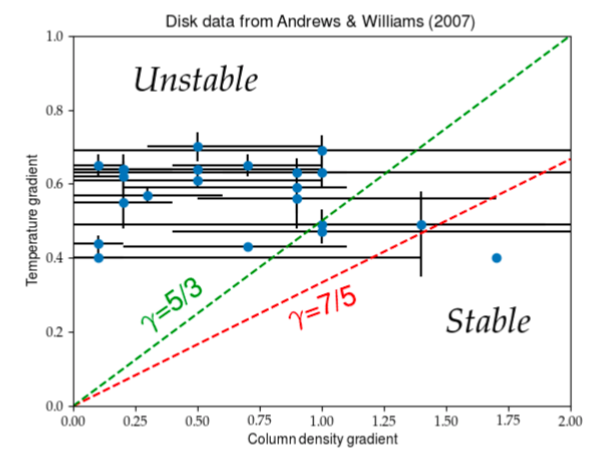 Disk data from Andrews & Williams (2007)
1.0
Unstable
0.8
0.6
0.4
0.2
0.0
Temperature gradient
γ=5/3
γ=7/5
Stable
0.00 0.25 0.50 0.75 1.00 1.25 1.50 1.75 2.00
Column density gradient